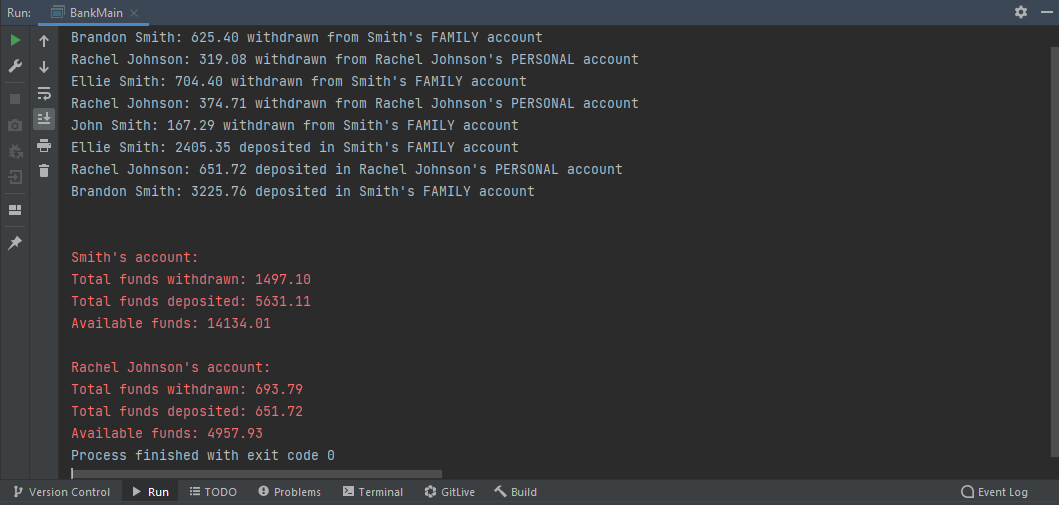 Run: BankMain
Brandon Smith: 625.40 withdrawn from Smith's FAMILY account
Rachel Johnson: 319.08 withdrawn from Rachel Johnson's PERSONAL account
Ellie Smith: 704.40 withdrawn from Smith's FAMILY account
Rachel Johnson: 374.71 withdrawn from Rachel Johnson's PERSONAL account
John Smith: 167.29 withdrawn from Smith's FAMILY account
Ellie Smith: 2405.35 deposited in Smith's FAMILY account
Rachel Johnson: 651.72 deposited in Rachel Johnson's PERSONAL account
Brandon Smith: 3225.76 deposited in Smith's FAMILY account
Smith's account:
Total funds withdrawn: 1497.10
Total funds deposited: 5631.11
Available funds: 14134.01
Rachel Johnson's account:
Total funds withdrawn: 693.79
Total funds deposited: 651.72
Available funds: 4957.93
Process finished with exit code 0
Version Control Run TODO Problems Terminal GitLive Build Event Log